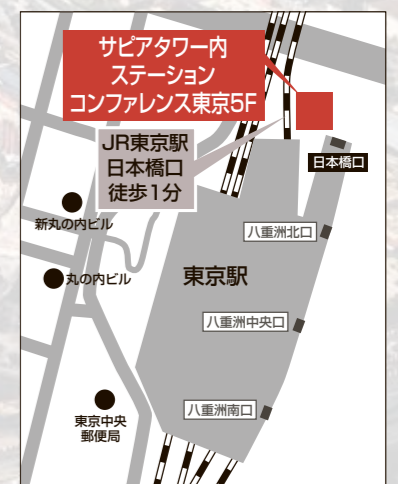 サピアタワー内
ステーション
コンファレンス東京5F
JR東京駅
日本橋口
徒歩1分
日本橋口
新丸の内ビル
八重洲北口
丸の内ビル
東京駅
八重洲中央口
東京中央
郵便局
八重洲南口